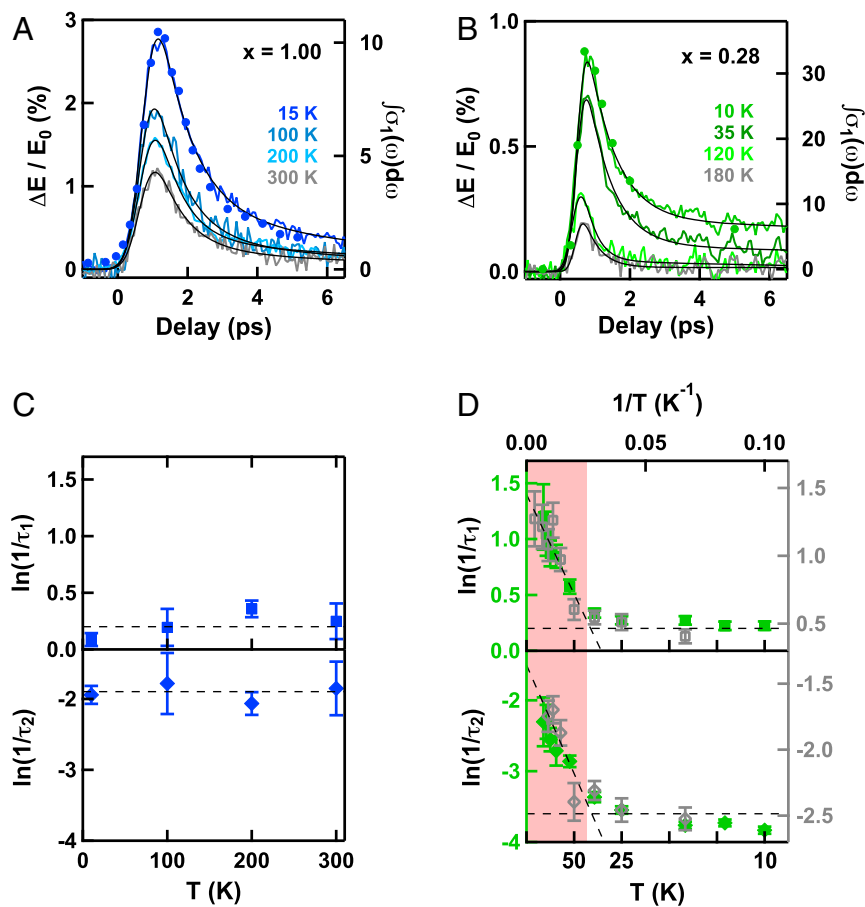 A
x = 1.00
15 K
100 K
200 K
300 K
ΔE / E0 (%)
3
2
1
0
10
5
0
∫σ1(ω)dω
0
2
4
6
Delay (ps)
B
x = 0.28
10 K
35 K
120 K
180 K
ΔE / E0 (%)
1.0
0.5
0.0
30
20
10
0
∫σ1(ω)dω
0
2
4
6
Delay (ps)
C
ln(1/τ1)
1.5
1.0
0.5
0.0
ln(1/τ2)
-2
-3
-4
0
100
200
300
T (K)
D
1/T (K-1)
0.00
0.05
0.10
ln(1/τ1)
1.5
1.0
0.5
0.0
1.5
1.0
0.5
ln(1/τ2)
-2
-3
-4
-1.5
-2.0
-2.5
50
25
10
T (K)